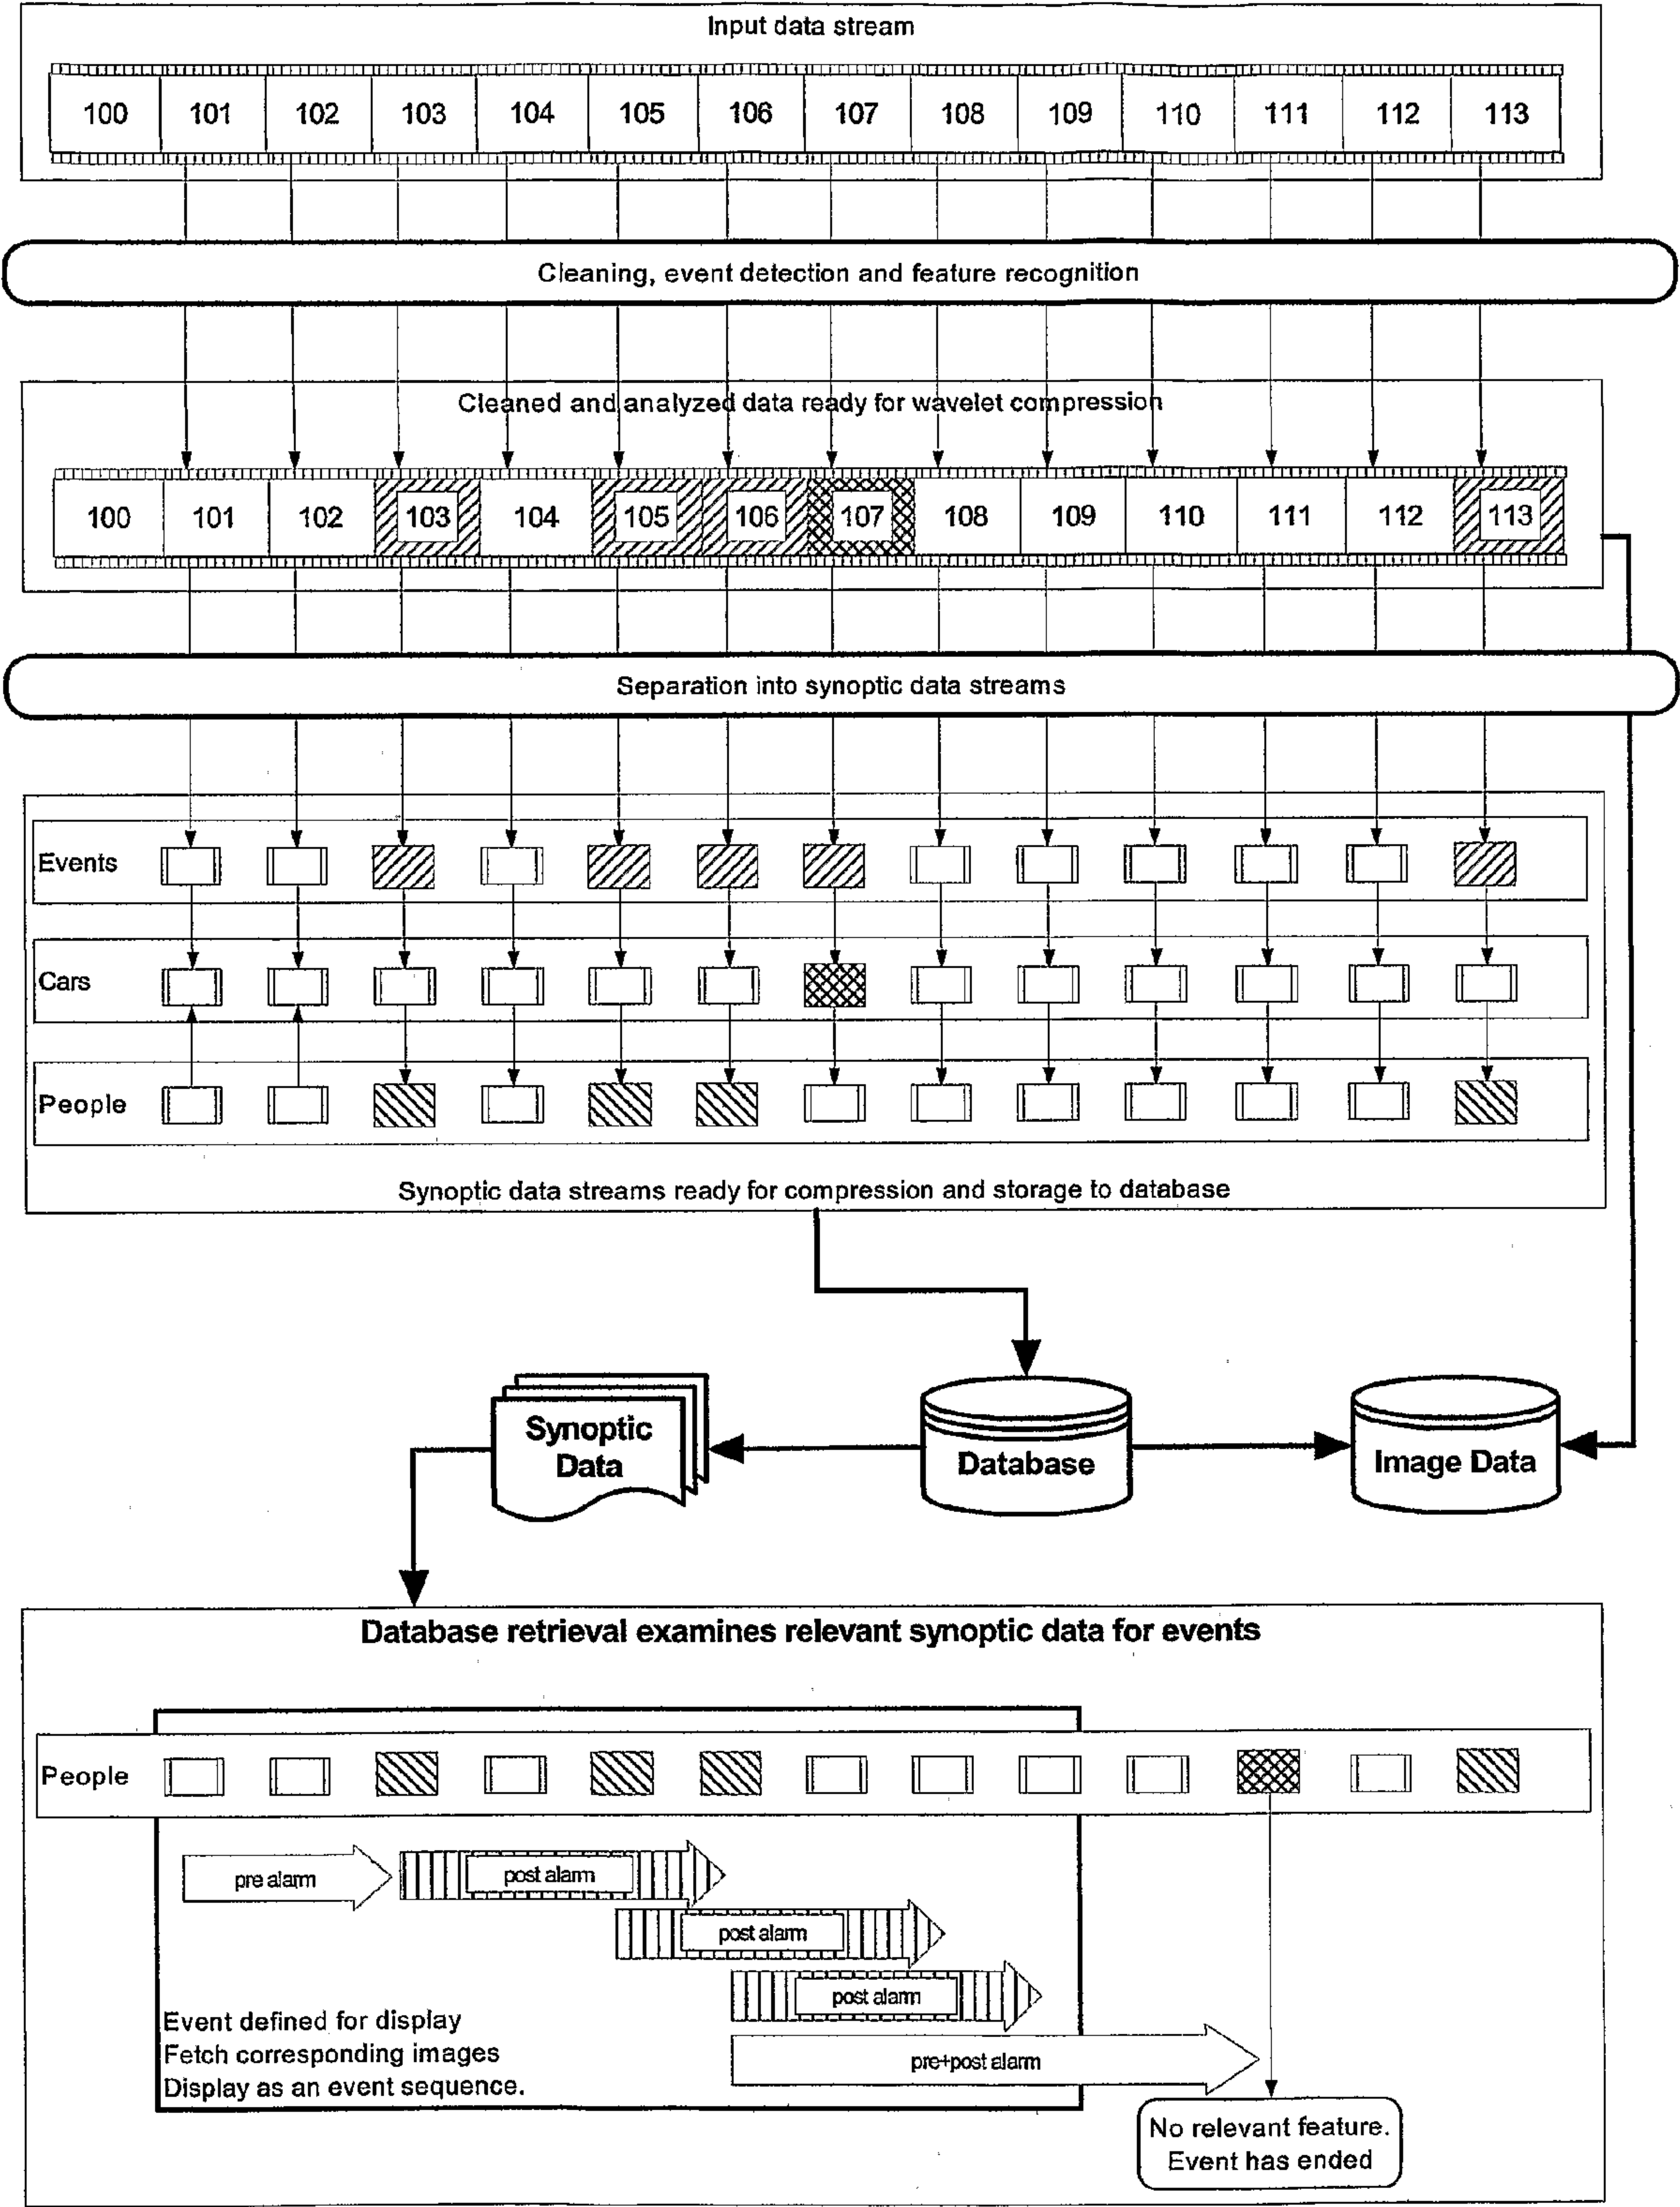 Input data stream
100 101 102 103 104 105 106 107 108 109 110 111 112 113
Cleaning, event detection and feature recognition
Cleaned and analyzed data ready for wavelet compression
100 101 102 103 104 105 106 107 108 109 110 111 112 113
Separation into synoptic data streams
Events
Cars
People
Synoptic data streams ready for compression and storage to database
Synoptic
Data
Database
Image Data
Database retrieval examines relevant synoptic data for events
People
pre alarm
post alarm
post alarm
post alarm
pre+post alarm
Event defined for display
Fetch corresponding images
Display as an event sequence.
No relevant feature.
Event has ended